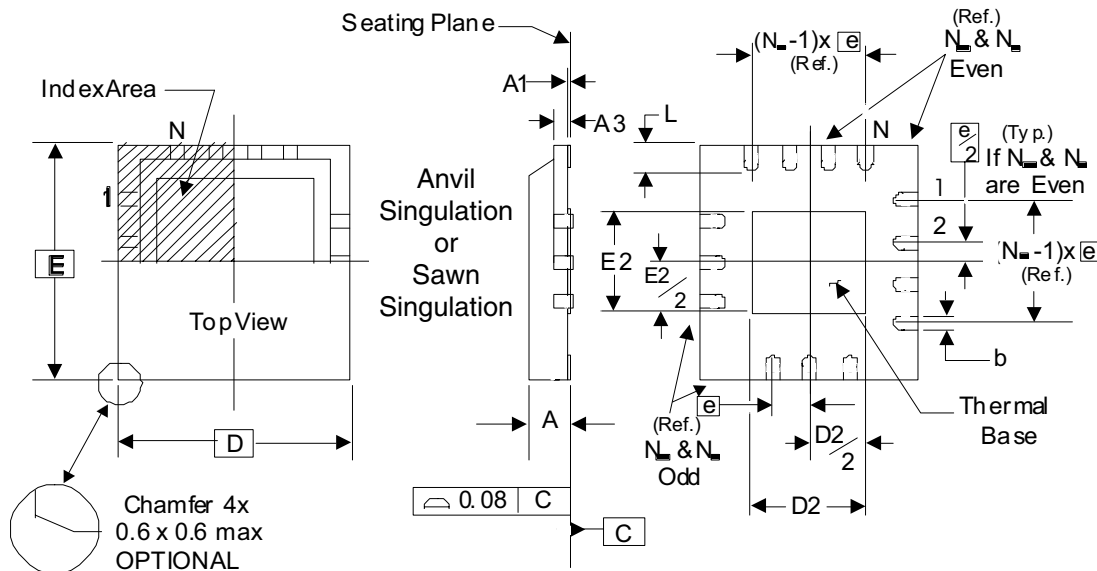 Seating Plane
(Ref.)
(N -1)x e
(Ref.)
N & N
Even
A1
Index Area
N
A3
L
N
e/2
(Typ.)
If N & N
are Even
1
Anvil
Singulation
or
Sawn
Singulation
1
2
E
E2
E2/2
(N -1)x e
(Ref.)
Top View
b
e
A
(Ref.)
N & N
Odd
D2/2
Thermal
Base
D
0.08 C
D2
C
Chamfer 4x
0.6 x 0.6 max
OPTIONAL